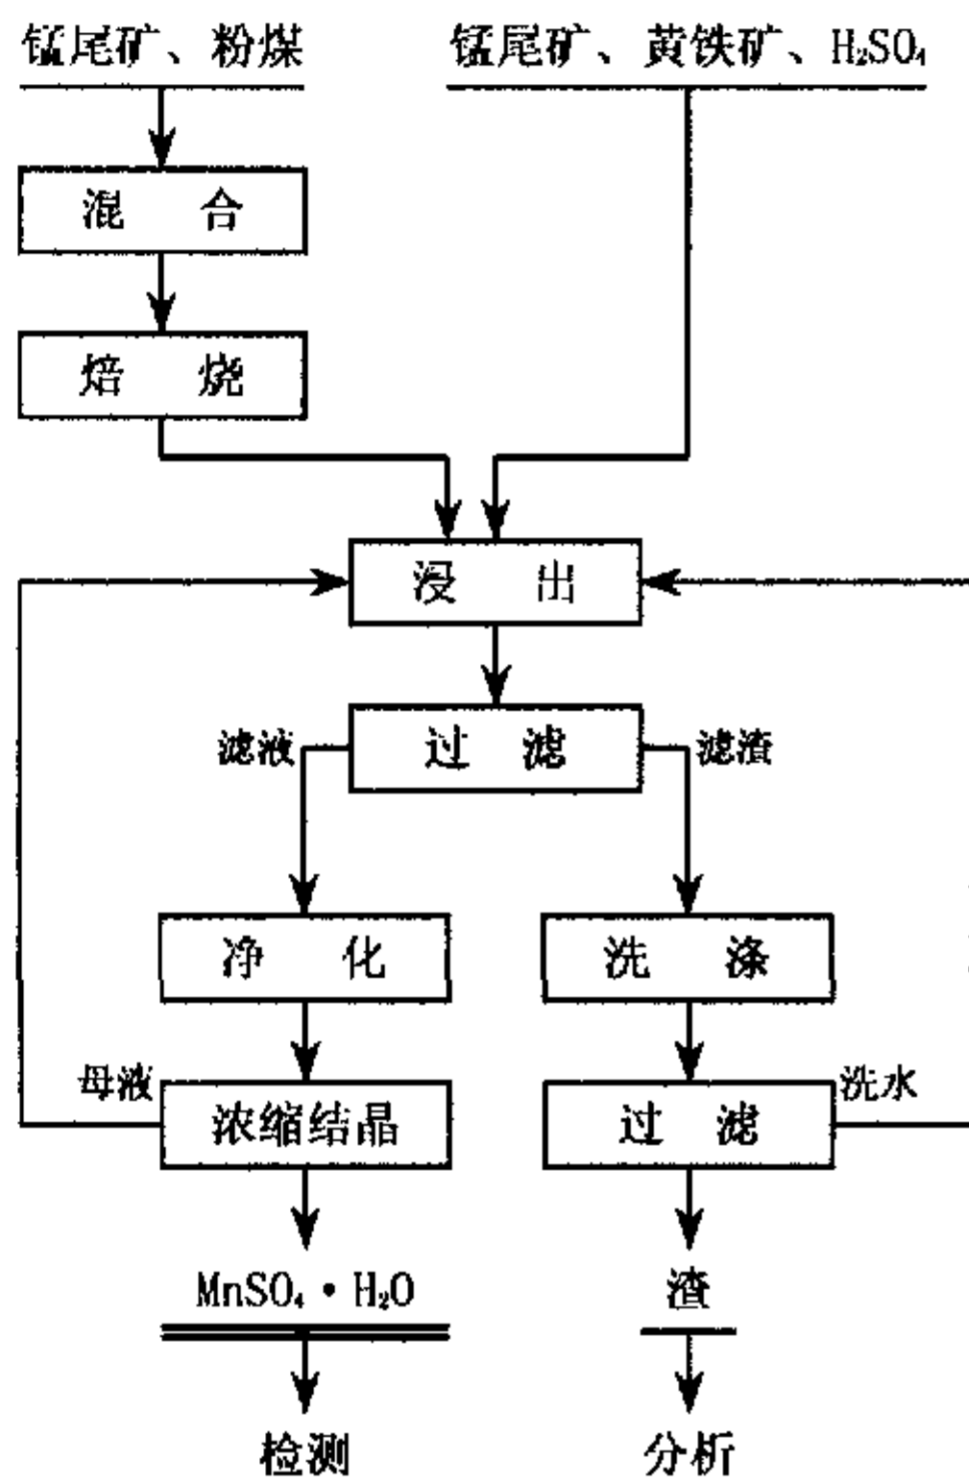 锰尾矿、粉煤
锰尾矿、黄铁矿、H₂SO₄
混 合
焙 烧
浸 出
过 滤
滤液
滤渣
净 化
洗 涤
母液
浓缩结晶
过 滤
洗水
MnSO₄·H₂O
渣
检测
分析